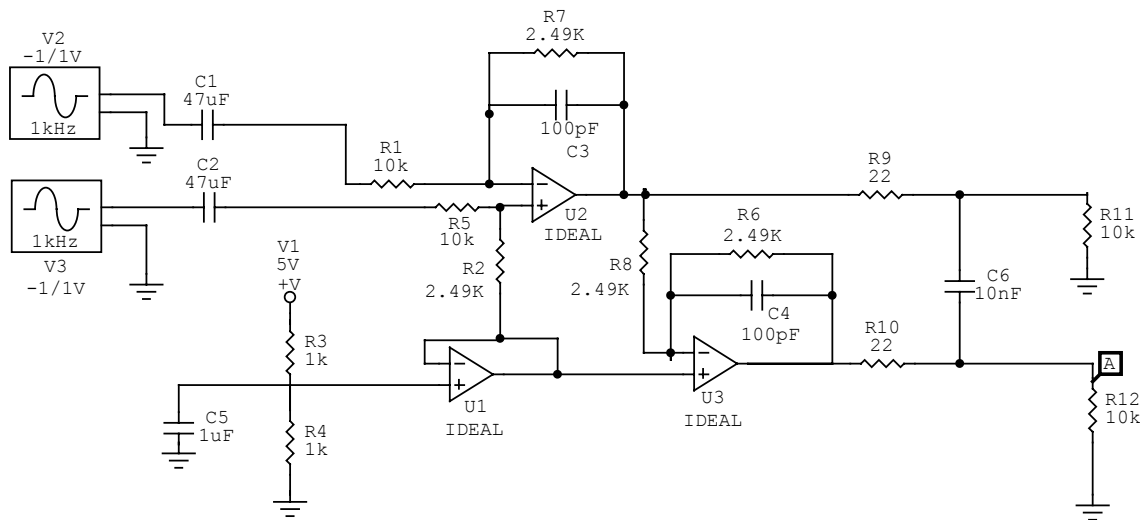 R7
2.49K
V2
-1/1V
1kHz
C1
47uF
100pF
C3
R1
10k
C2
47uF
1kHz
V3
-1/1V
R5
10k
U2
IDEAL
R9
22
R11
10k
V1
5V
+V
R2
2.49K
R8
2.49K
R6
2.49K
C4
100pF
C6
10nF
R3
1k
R10
22
A
U1
IDEAL
U3
IDEAL
R12
10k
C5
1uF
R4
1k